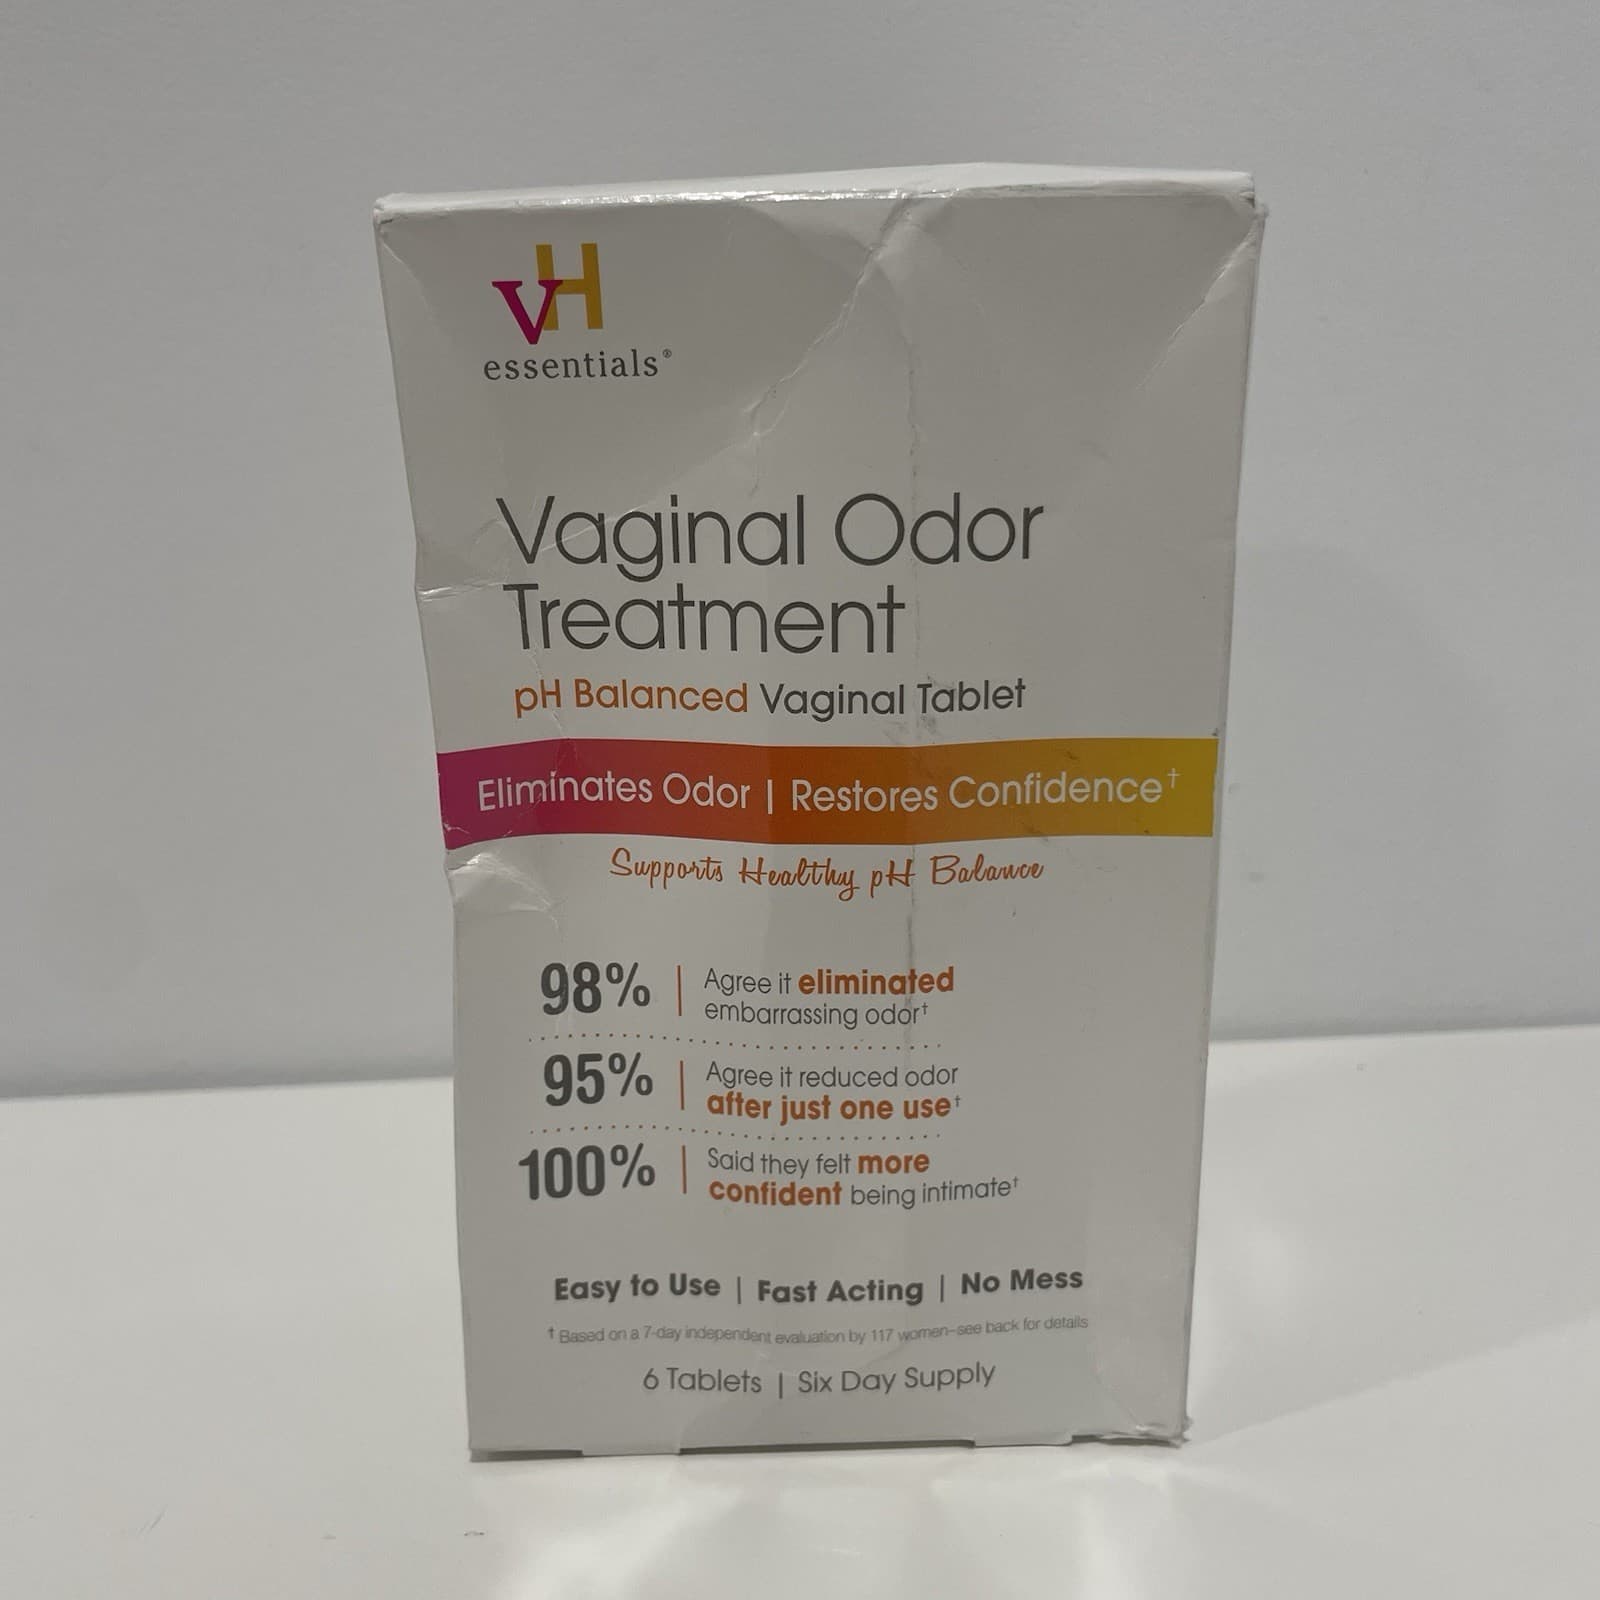 vH
essentials®
Vaginal Odor
Treatment
pH Balanced Vaginal Tablet
Eliminates Odor | Restores Confidence†
Supports Healthy pH Balance
98% | Agree it eliminated
embarrassing odor†
95% | Agree it reduced odor
after just one use†
100% | Said they felt more
confident being intimate†
Easy to Use | Fast Acting | No Mess
† Based on a 7-day independent evaluation by 117 women–see back for details
6 Tablets | Six Day Supply